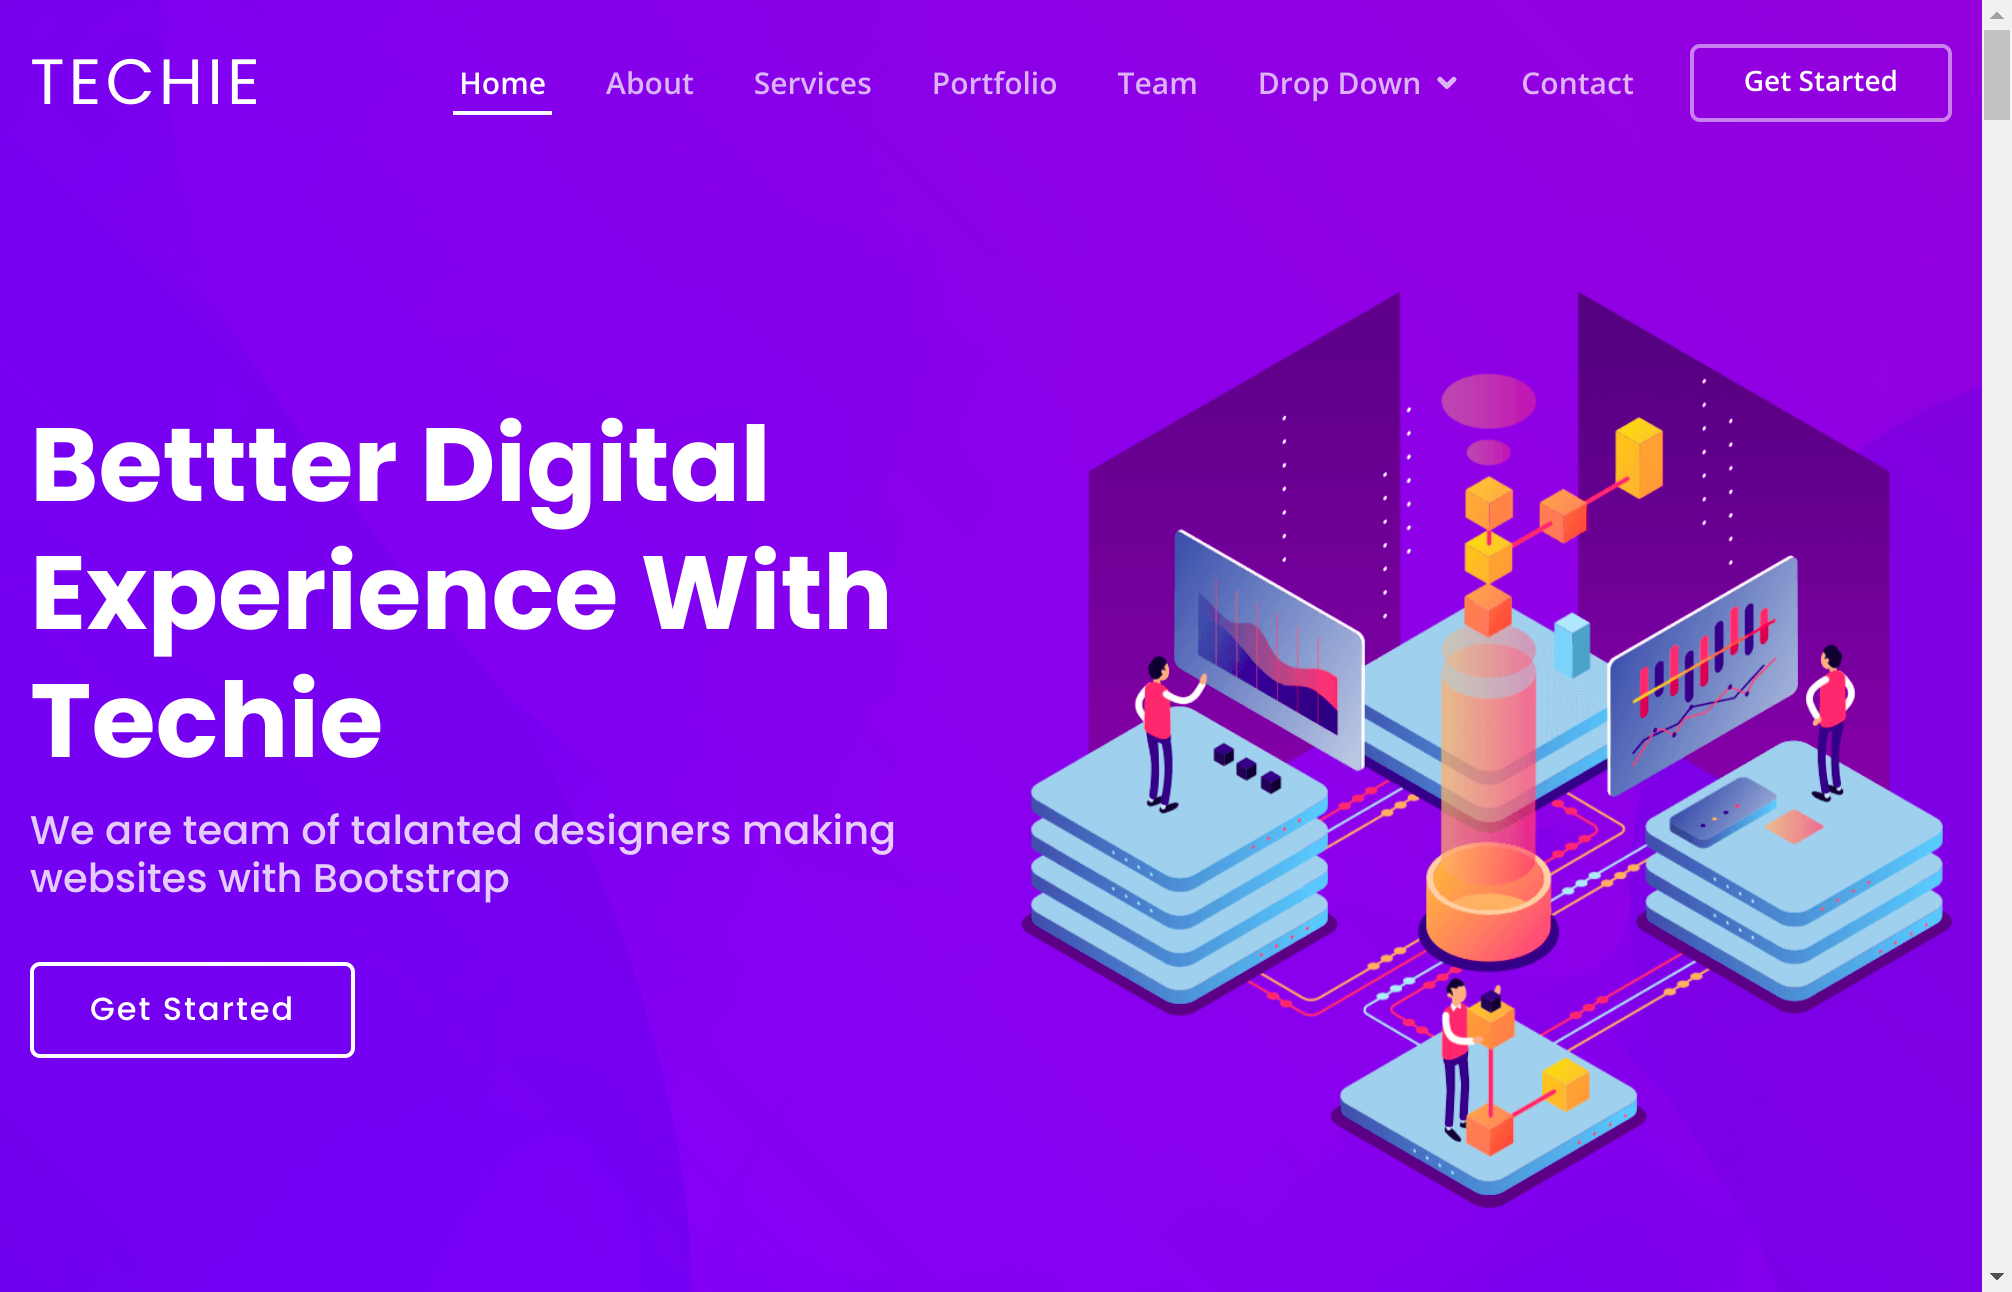 TECHIE
Home About Services Portfolio Team Drop Down Contact Get Started
Bettter Digital
Experience With
Techie
We are team of talanted designers making
websites with Bootstrap
Get Started